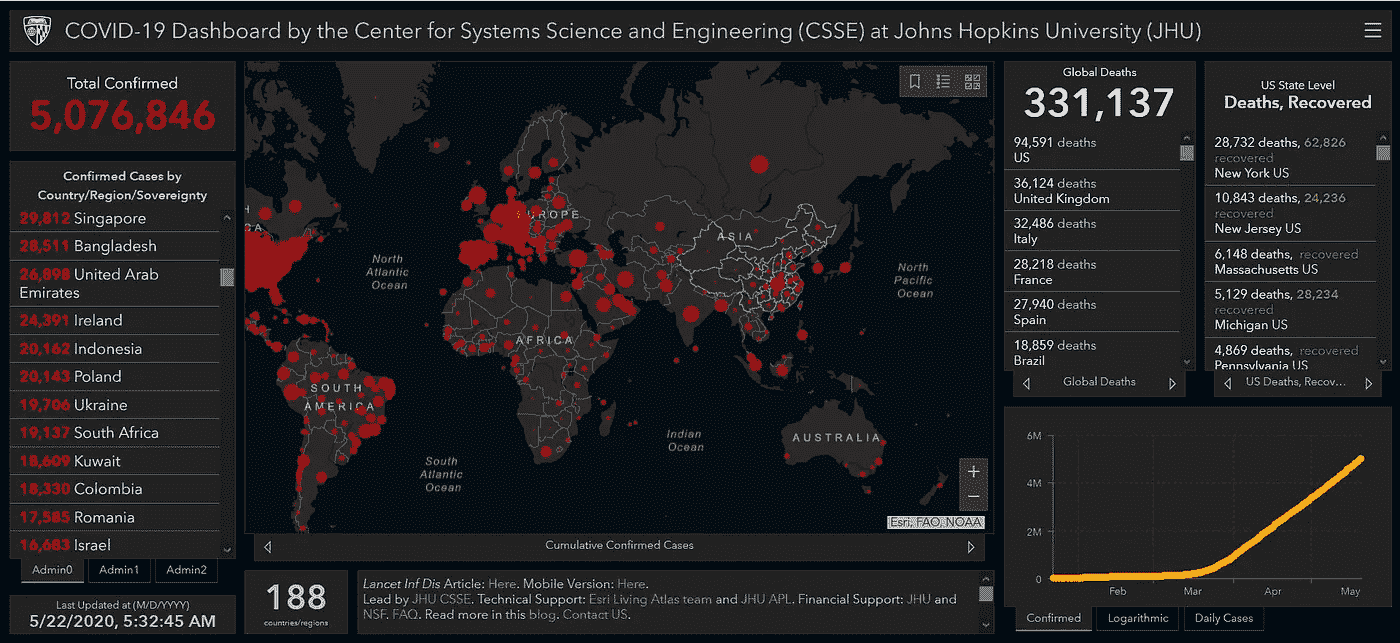 COVID-19 Dashboard by the Center for Systems Science and Engineering (CSSE) at Johns Hopkins University (JHU)
Total Confirmed
5,076,846
Confirmed Cases by
Country/Region/Sovereignty
29,812 Singapore
28,511 Bangladesh
26,898 United Arab
Emirates
24,391 Ireland
20,162 Indonesia
20,143 Poland
19,706 Ukraine
19,137 South Africa
18,609 Kuwait
18,330 Colombia
17,585 Romania
16,683 Israel
Admin0
Admin1
Admin2
Last Updated at (M/D/YYYY)
5/22/2020, 5:32:45 AM
EUROPE
ASIA
North
Atlantic
Ocean
North
Pacific
Ocean
AFRICA
SOUTH
AMERICA
AUSTRALIA
Indian
Ocean
South
Atlantic
Ocean
+
−
Esri, FAO, NOAA
Cumulative Confirmed Cases
188
countries/regions
Lancet Inf Dis Article: Here. Mobile Version: Here.
Lead by JHU CSSE. Technical Support: Esri Living Atlas team and JHU APL. Financial Support: JHU and
NSF. FAQ. Read more in this blog. Contact US.
Global Deaths
331,137
94,591 deaths
US
36,124 deaths
United Kingdom
32,486 deaths
Italy
28,218 deaths
France
27,940 deaths
Spain
18,859 deaths
Brazil
Global Deaths
US State Level
Deaths, Recovered
28,732 deaths, 62,826
recovered
New York US
10,843 deaths, 24,236
recovered
New Jersey US
6,148 deaths, recovered
Massachusetts US
5,129 deaths, 28,234
recovered
Michigan US
4,869 deaths, recovered
Pennsylvania US
US Deaths, Recov...
6M
4M
2M
0
Feb
Mar
Apr
May
Confirmed
Logarithmic
Daily Cases